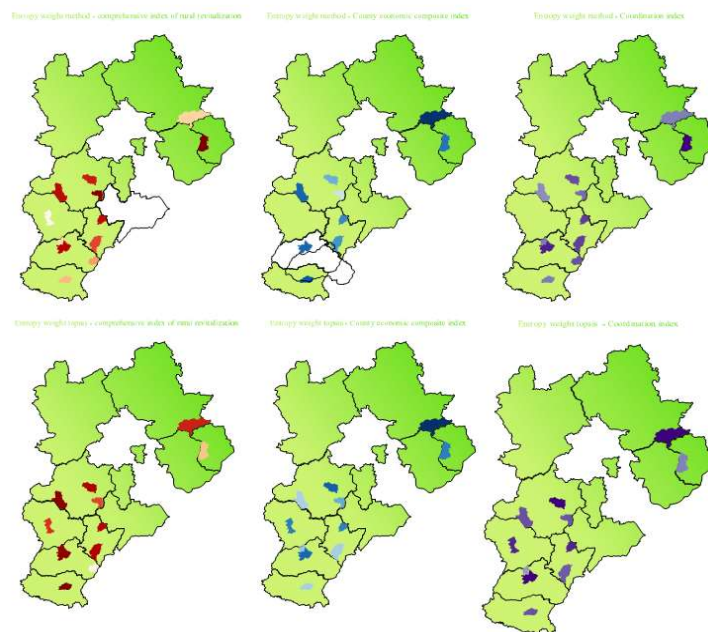 Entropy weight method - comprehensive index of rural revitalization
Entropy weight method - County economic composite index
Entropy weight method - Coordination index
Entropy weight topsis - comprehensive index of rural revitalization
Entropy weight topsis - County economic composite index
Entropy weight topsis - Coordination index